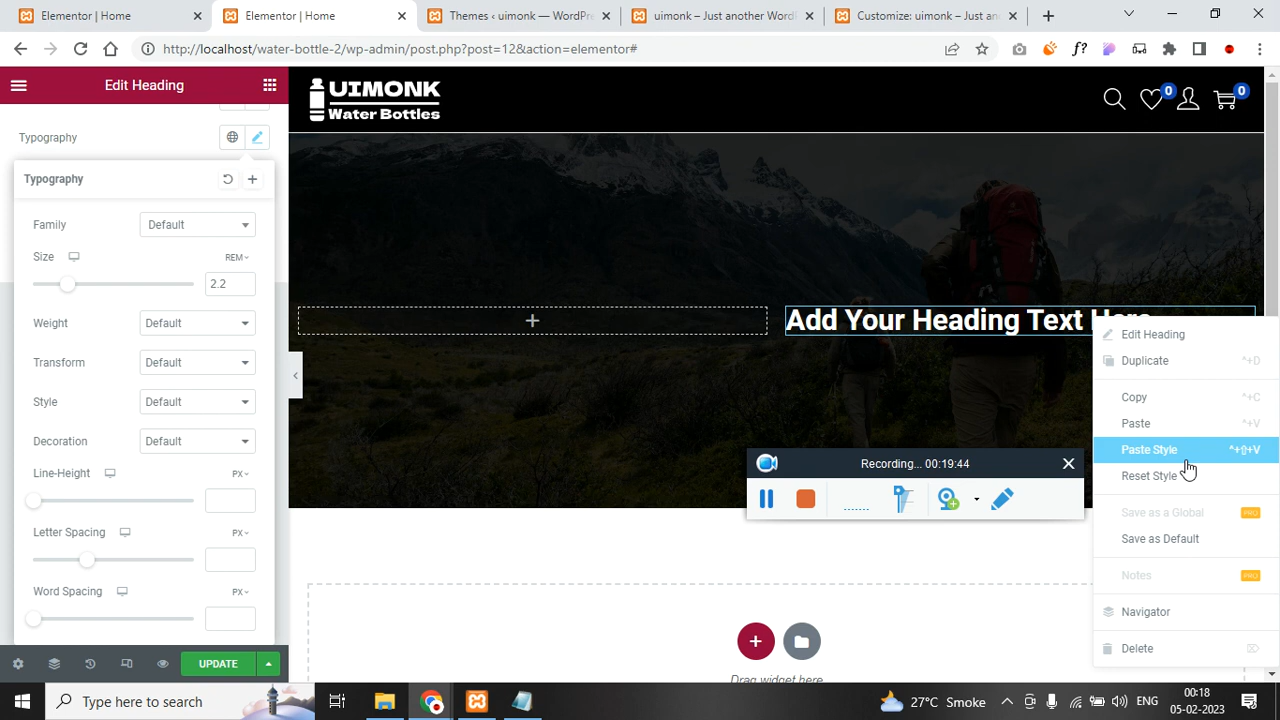 Elementor | Home
Elementor | Home
Themes ‹ uimonk — WordPre
uimonk – Just another Word
Customize: uimonk – Just an
http://localhost/water-bottle-2/wp-admin/post.php?post=12&action=elementor#
f?
Edit Heading
UIMONK
Water Bottles
0
0
Typography
Typography
Family
Default
Size
REM
2.2
Weight
Default
Transform
Default
Style
Default
Decoration
Default
Line-Height
PX
Letter Spacing
PX
Word Spacing
PX
UPDATE
Add Your Heading Text Here
Edit Heading
Duplicate ^+D
Copy ^+C
Paste ^+V
Paste Style ^+⇧+V
Reset Style
Save as a Global PRO
Save as Default
Notes PRO
Navigator
Delete
Recording... 00:19:44
Drag widget here
Type here to search
27°C Smoke
ENG
00:18
05-02-2023